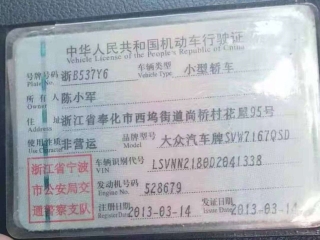 中华人民共和国机动车行驶证
Vehicle License of the People's Republic of China
号牌号码 浙B537Y6 车辆类型 小型轿车
Plate No. Vehicle Type
所有人 陈小军
Owner
住址 浙江省奉化市西坞街道尚桥村花屋95号
Address
使用性质 非营运 品牌型号 大众汽车牌SVW7167QSD
Use Character Model
浙江省宁波
市公安局交
通警察支队
车辆识别代号 LSVNN2180D2041338
VIN
发动机号码 528679
Engine No.
注册日期 2013-03-14 发证日期 2013-03-14
Register Date Issue Date